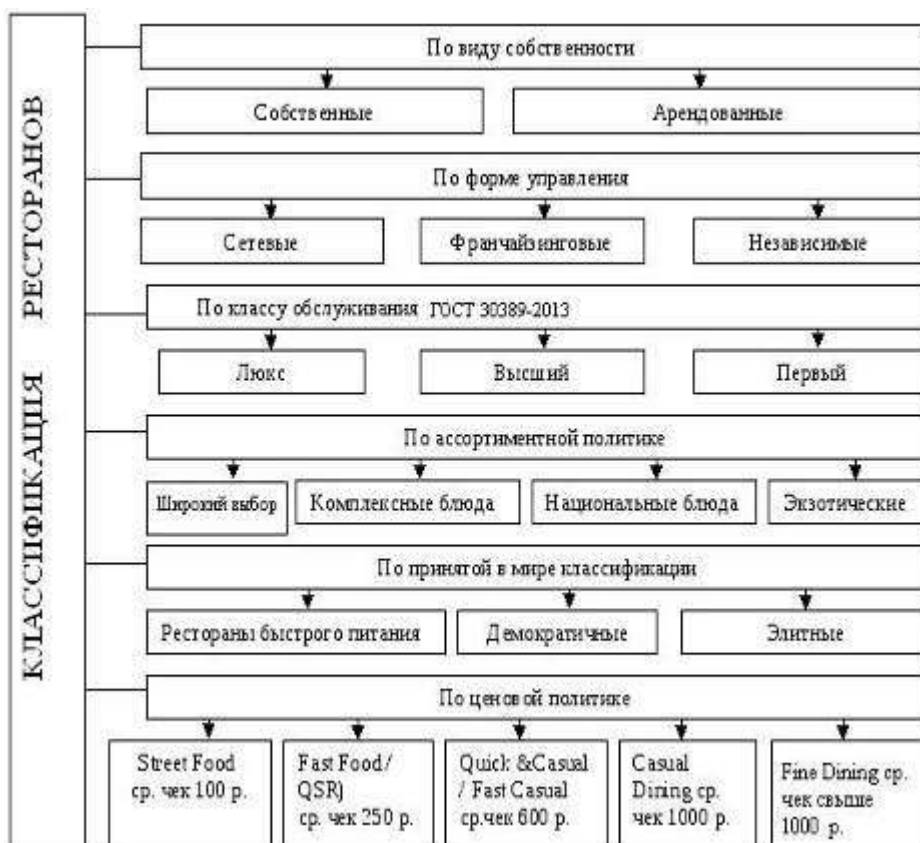 КЛАССИФИКАЦИЯ РЕСТОРАНОВ
По виду собственности
Собственные
Арендованные
По форме управления
Сетевые
Франчайзинговые
Независимые
По классу обслуживания ГОСТ 30389-2013
Люкс
Высший
Первый
По ассортиментной политике
Широкий выбор
Комплексные блюда
Национальные блюда
Экзотические
По принятой в мире классификации
Рестораны быстрого питания
Демократичные
Элитные
По ценовой политике
Street Food
ср. чек 100 р.
Fast Food/
QSR)
ср. чек 250 р.
Quick &Casual
/ Fast Casual
ср.чек 600 р.
Casual
Dining ср.
чек 1000 р.
Fine Dining ср.
чек свыше
1000 р.